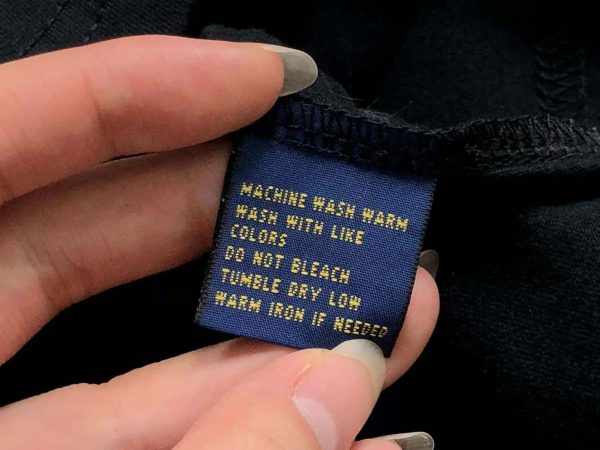 MACHINE WASH WARM
WASH WITH LIKE
COLORS
DO NOT BLEACH
TUMBLE DRY LOW
WARM IRON IF NEEDED